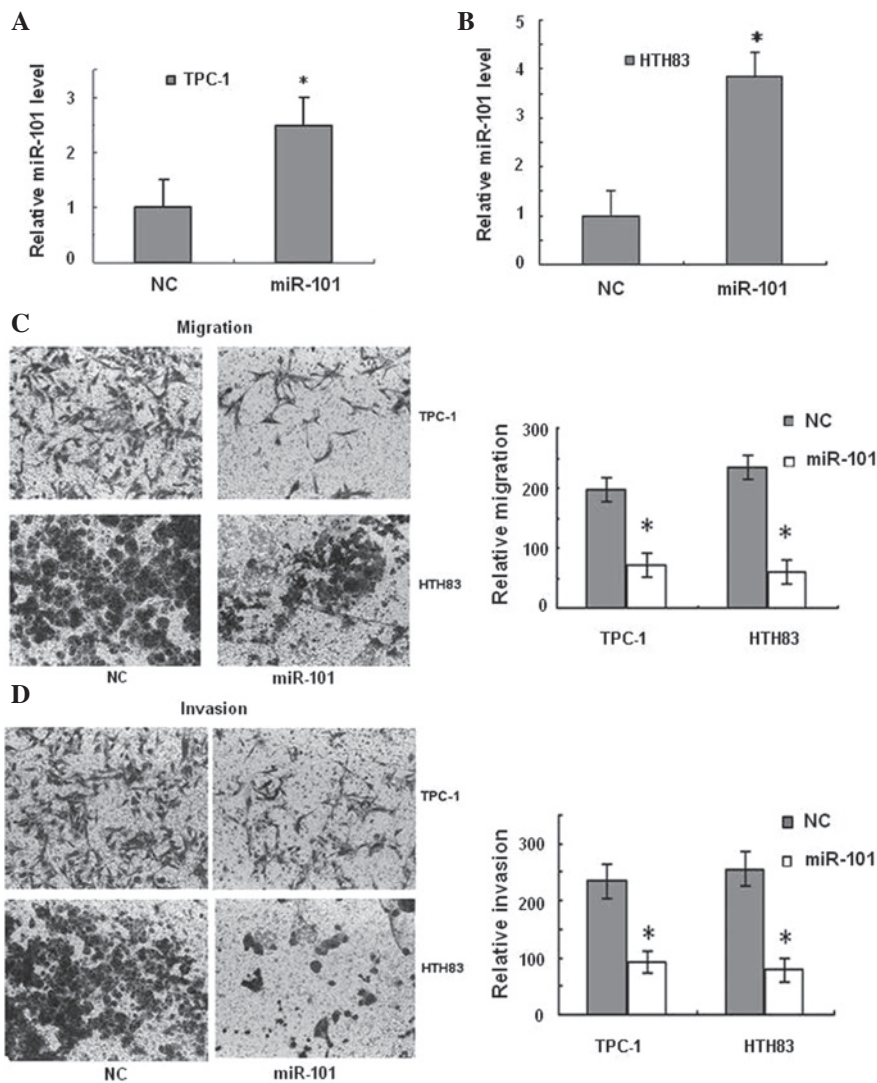 A
Relative miR-101 level
3
2
1
0
TPC-1
*
NC
miR-101
B
Relative miR-101 level
5
4
3
2
1
0
HTH83
*
NC
miR-101
C
Migration
TPC-1
HTH83
NC
miR-101
Relative migration
300
200
100
0
NC
miR-101
*
*
TPC-1
HTH83
D
Invasion
TPC-1
HTH83
NC
miR-101
Relative invasion
300
200
100
0
NC
miR-101
*
*
TPC-1
HTH83